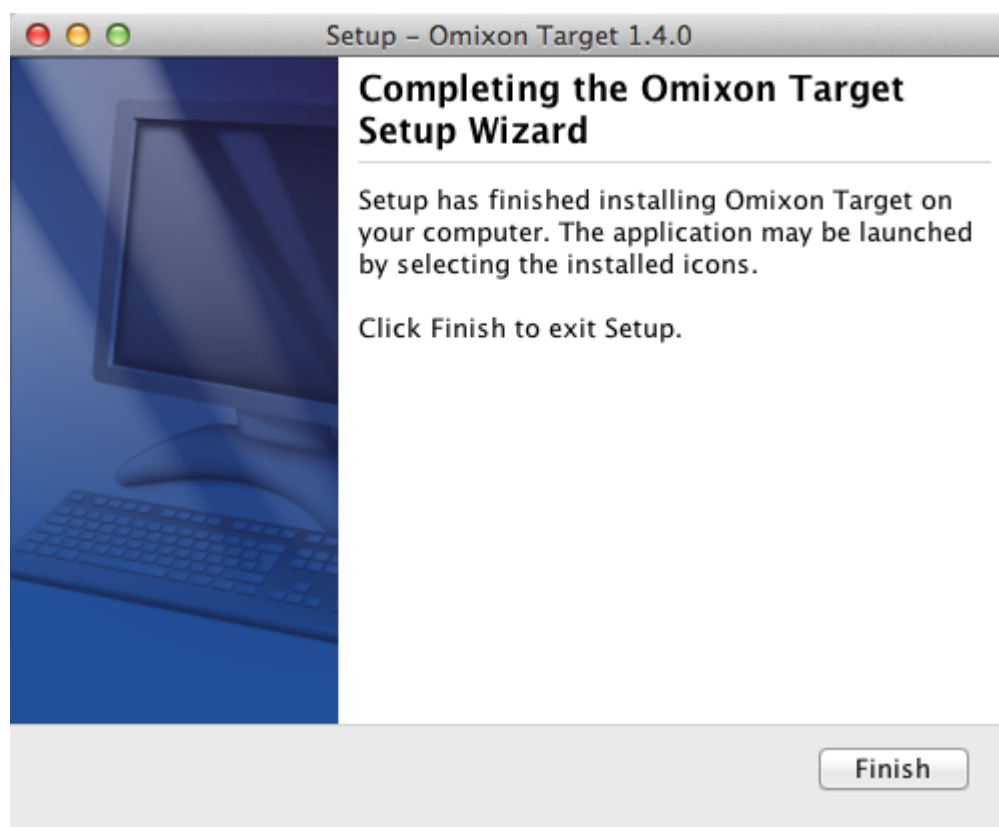 Setup – Omixon Target 1.4.0
Completing the Omixon Target
Setup Wizard
Setup has finished installing Omixon Target on
your computer. The application may be launched
by selecting the installed icons.
Click Finish to exit Setup.
Finish